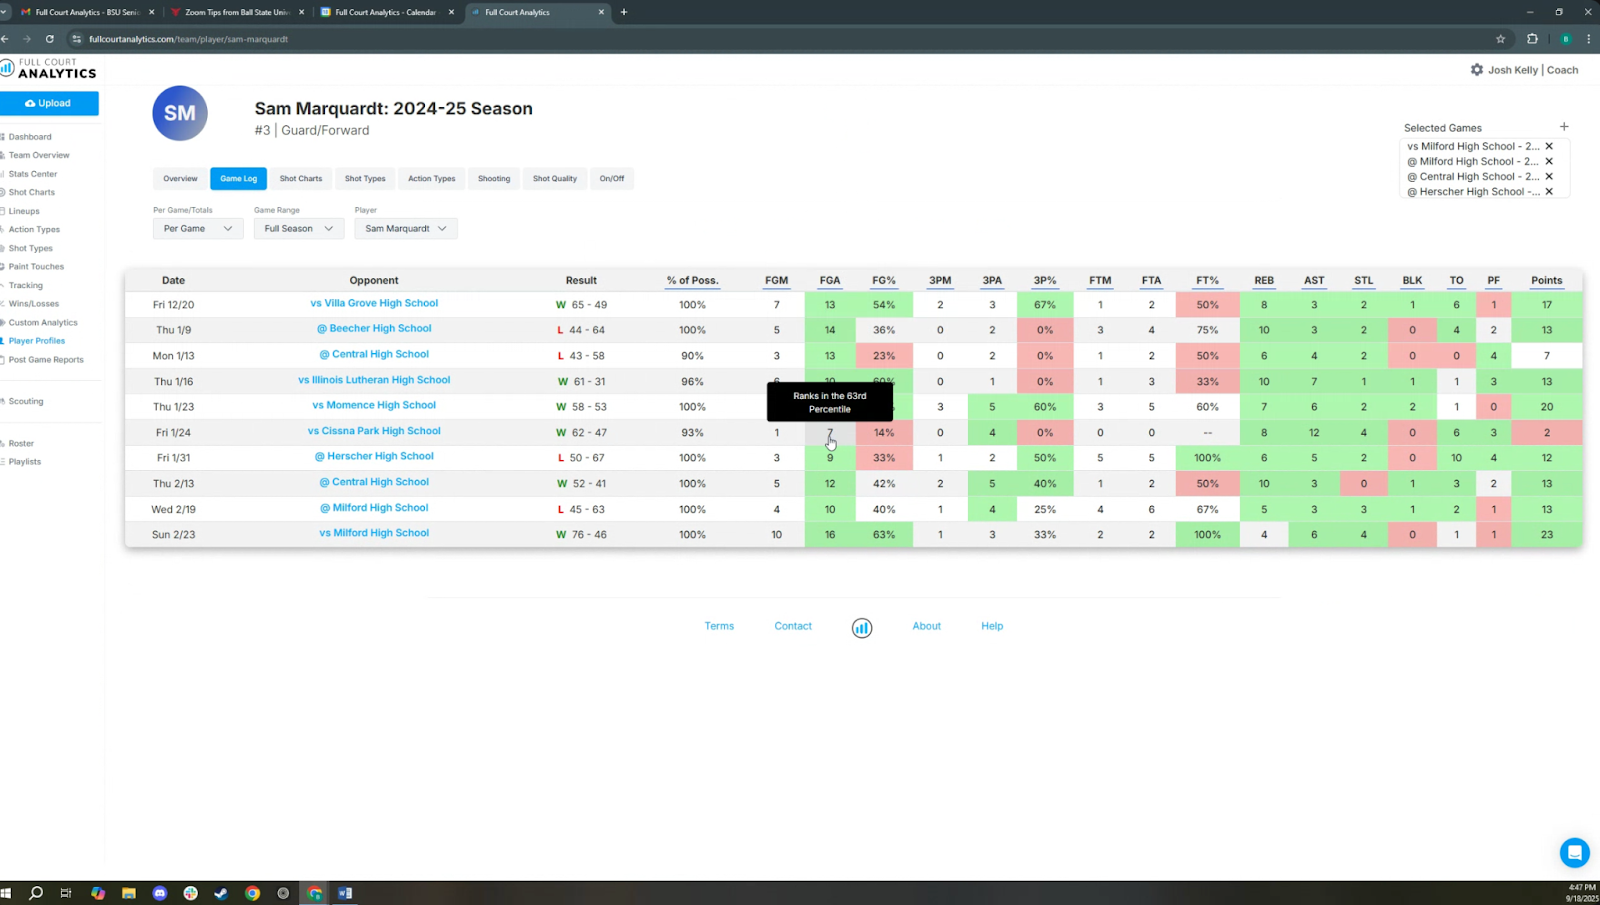 Full Court Analytics - BSU Seni
Zoom Tips from Ball State Univ
Full Court Analytics - Calendar
Full Court Analytics
fullcourtanalytics.com/team/player/sam-marquardt
B
FULL COURT
ANALYTICS
Josh Kelly | Coach
Upload
Dashboard
Team Overview
Stats Center
Shot Charts
Lineups
Action Types
Shot Types
Paint Touches
Tracking
Wins/Losses
Custom Analytics
Player Profiles
Post Game Reports
Scouting
Roster
Playlists
SM
Sam Marquardt: 2024-25 Season
#3 | Guard/Forward
Selected Games
vs Milford High School - 2...
@ Milford High School - 2...
@ Central High School - 2...
@ Herscher High School -...
Overview Game Log Shot Charts Shot Types Action Types Shooting Shot Quality On/Off
Per Game/Totals Game Range Player
Per Game Full Season Sam Marquardt
Date Opponent Result % of Poss. FGM FGA FG% 3PM 3PA 3P% FTM FTA FT% REB AST STL BLK TO PF Points
Fri 12/20 vs Villa Grove High School W 65 - 49 100% 7 13 54% 2 3 67% 1 2 50% 8 3 2 1 6 1 17
Thu 1/9 @ Beecher High School L 44 - 64 100% 5 14 36% 0 2 0% 3 4 75% 10 3 2 0 4 2 13
Mon 1/13 @ Central High School L 43 - 58 90% 3 13 23% 0 2 0% 1 2 50% 6 4 2 0 0 4 7
Thu 1/16 vs Illinois Lutheran High School W 61 - 31 96% 6 10 60% 0 1 0% 1 3 33% 10 7 1 1 1 3 13
Thu 1/23 vs Momence High School W 58 - 53 100% 3 5 60% 3 5 60% 7 6 2 2 1 0 20
Ranks in the 63rd
Percentile
Fri 1/24 vs Cissna Park High School W 62 - 47 93% 1 7 14% 0 4 0% 0 0 -- 8 12 4 0 6 3 2
Fri 1/31 @ Herscher High School L 50 - 67 100% 3 9 33% 1 2 50% 5 5 100% 6 5 2 0 10 4 12
Thu 2/13 @ Central High School W 52 - 41 100% 5 12 42% 2 5 40% 1 2 50% 10 3 0 1 3 2 13
Wed 2/19 @ Milford High School L 45 - 63 100% 4 10 40% 1 4 25% 4 6 67% 5 3 3 1 2 1 13
Sun 2/23 vs Milford High School W 76 - 46 100% 10 16 63% 1 3 33% 2 2 100% 4 6 4 0 1 1 23
Terms Contact About Help
4:47 PM
9/18/2025